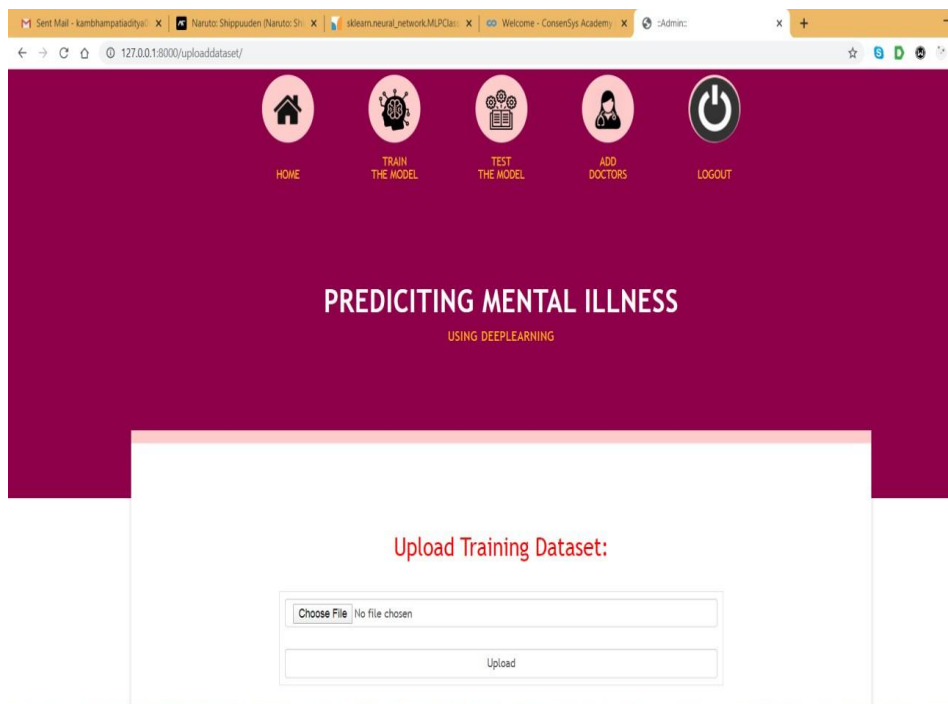 Sent Mail - kambhampatiaditya
Naruto: Shippuuden (Naruto: Shi
sklearn.neural_network.MLPClas
Welcome - ConsenSys Academy
::Admin::
127.0.0.1:8000/uploaddataset/
HOME
TRAIN
THE MODEL
TEST
THE MODEL
ADD
DOCTORS
LOGOUT
PREDICITING MENTAL ILLNESS
USING DEEPLEARNING
Upload Training Dataset:
Choose File No file chosen
Upload